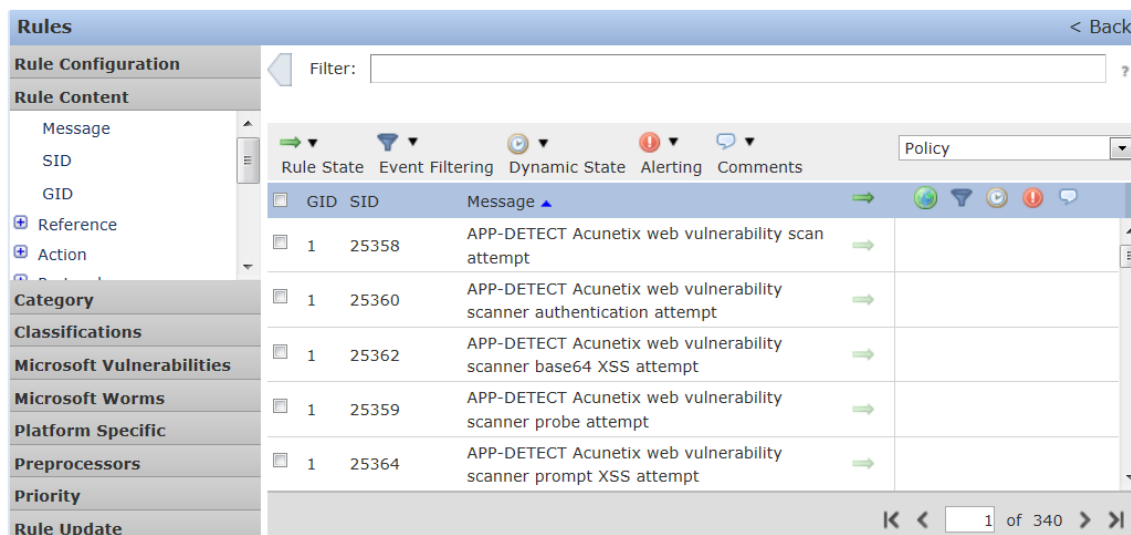 Rules
< Back
Rule Configuration
Rule Content
Message
SID
GID
Reference
Action
Category
Classifications
Microsoft Vulnerabilities
Microsoft Worms
Platform Specific
Preprocessors
Priority
Rule Update
Filter:
?
Rule State Event Filtering Dynamic State Alerting Comments
Policy
GID SID Message
1 25358 APP-DETECT Acunetix web vulnerability scan
attempt
1 25360 APP-DETECT Acunetix web vulnerability
scanner authentication attempt
1 25362 APP-DETECT Acunetix web vulnerability
scanner base64 XSS attempt
1 25359 APP-DETECT Acunetix web vulnerability
scanner probe attempt
1 25364 APP-DETECT Acunetix web vulnerability
scanner prompt XSS attempt
1 of 340